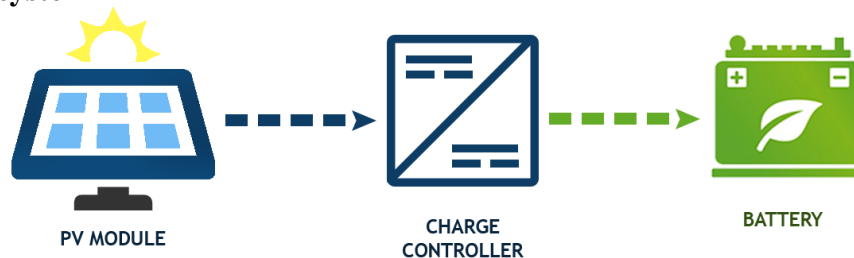 + −
PV MODULE
CHARGE
CONTROLLER
BATTERY